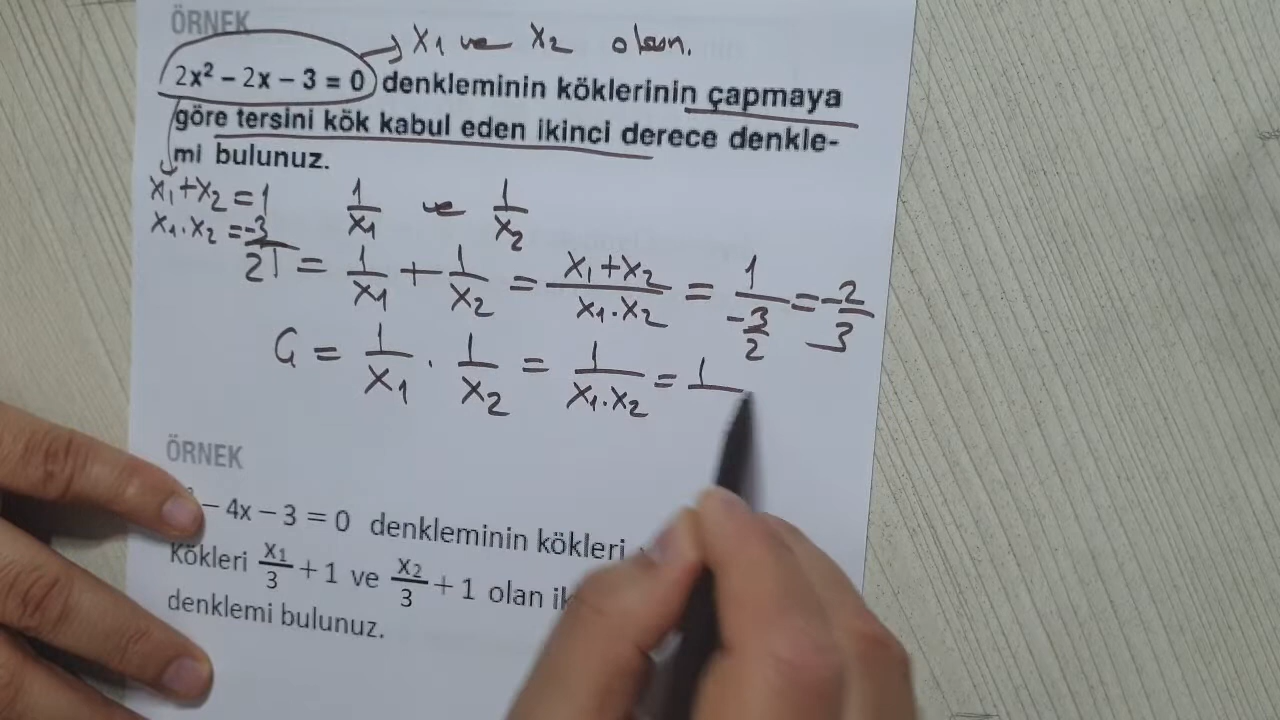 ÖRNEK
x₁ ve x₂ olsun.
2x² – 2x – 3 = 0 denkleminin köklerinin çapmaya
göre tersini kök kabul eden ikinci derece denkle-
mi bulunuz.
x₁+x₂ = 1
1/x₁ ve 1/x₂
x₁.x₂ = -3/2
T = 1/x₁ + 1/x₂ = (x₁+x₂)/(x₁.x₂) = 1/(-3/2) = -2/3
Ç = 1/x₁ . 1/x₂ = 1/(x₁.x₂) = 1/
ÖRNEK
– 4x – 3 = 0 denkleminin kökleri
Kökleri x₁/3 + 1 ve x₂/3 + 1 olan
denklemi bulunuz.